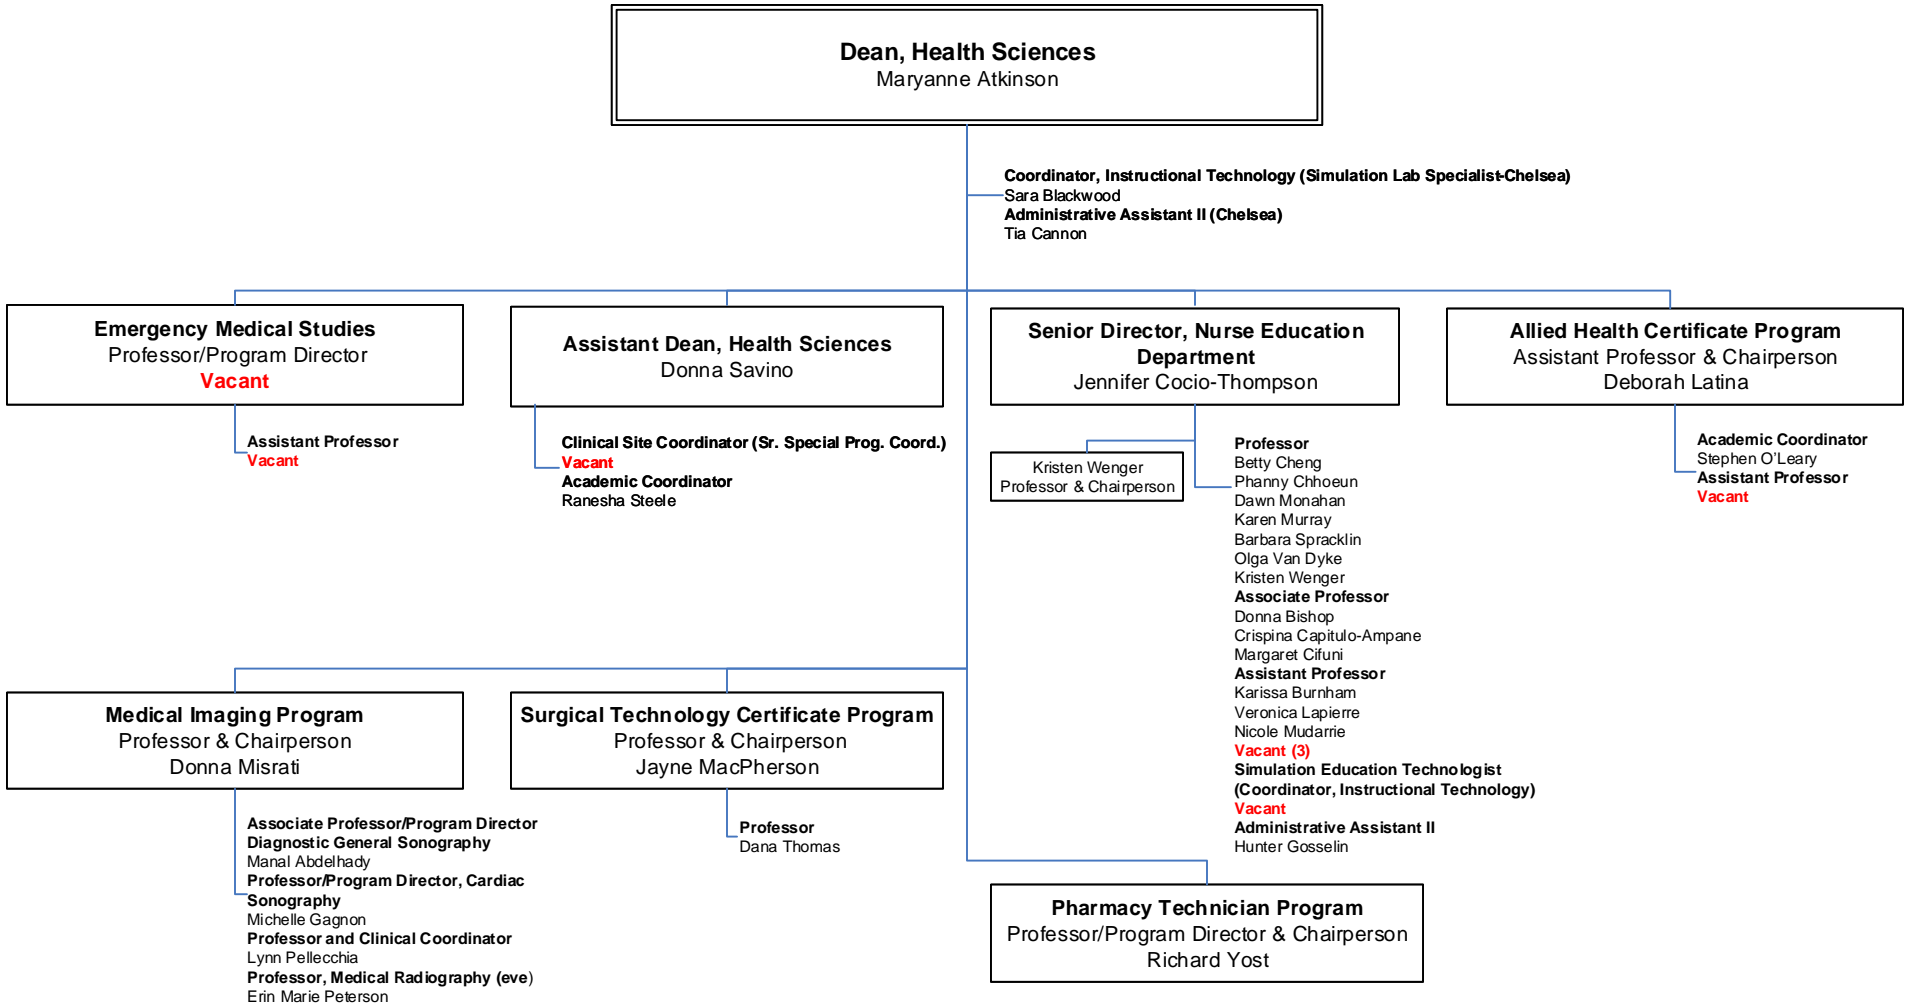 Dean, Health Sciences
Maryanne Atkinson
Coordinator, Instructional Technology (Simulation Lab Specialist-Chelsea)
Sara Blackwood
Administrative Assistant II (Chelsea)
Tia Cannon
Emergency Medical Studies
Professor/Program Director
Vacant
Assistant Professor
Vacant
Assistant Dean, Health Sciences
Donna Savino
Clinical Site Coordinator (Sr. Special Prog. Coord.)
Vacant
Academic Coordinator
Ranesha Steele
Senior Director, Nurse Education
Department
Jennifer Cocio-Thompson
Kristen Wenger
Professor & Chairperson
Professor
Betty Cheng
Phanny Chhoeun
Dawn Monahan
Karen Murray
Barbara Spracklin
Olga Van Dyke
Kristen Wenger
Associate Professor
Donna Bishop
Crispina Capitulo-Ampane
Margaret Cifuni
Assistant Professor
Karissa Burnham
Veronica Lapierre
Nicole Mudarrie
Vacant (3)
Simulation Education Technologist
(Coordinator, Instructional Technology)
Vacant
Administrative Assistant II
Hunter Gosselin
Allied Health Certificate Program
Assistant Professor & Chairperson
Deborah Latina
Academic Coordinator
Stephen O'Leary
Assistant Professor
Vacant
Medical Imaging Program
Professor & Chairperson
Donna Misrati
Associate Professor/Program Director
Diagnostic General Sonography
Manal Abdelhady
Professor/Program Director, Cardiac
Sonography
Michelle Gagnon
Professor and Clinical Coordinator
Lynn Pellecchia
Professor, Medical Radiography (eve)
Erin Marie Peterson
Surgical Technology Certificate Program
Professor & Chairperson
Jayne MacPherson
Professor
Dana Thomas
Pharmacy Technician Program
Professor/Program Director & Chairperson
Richard Yost